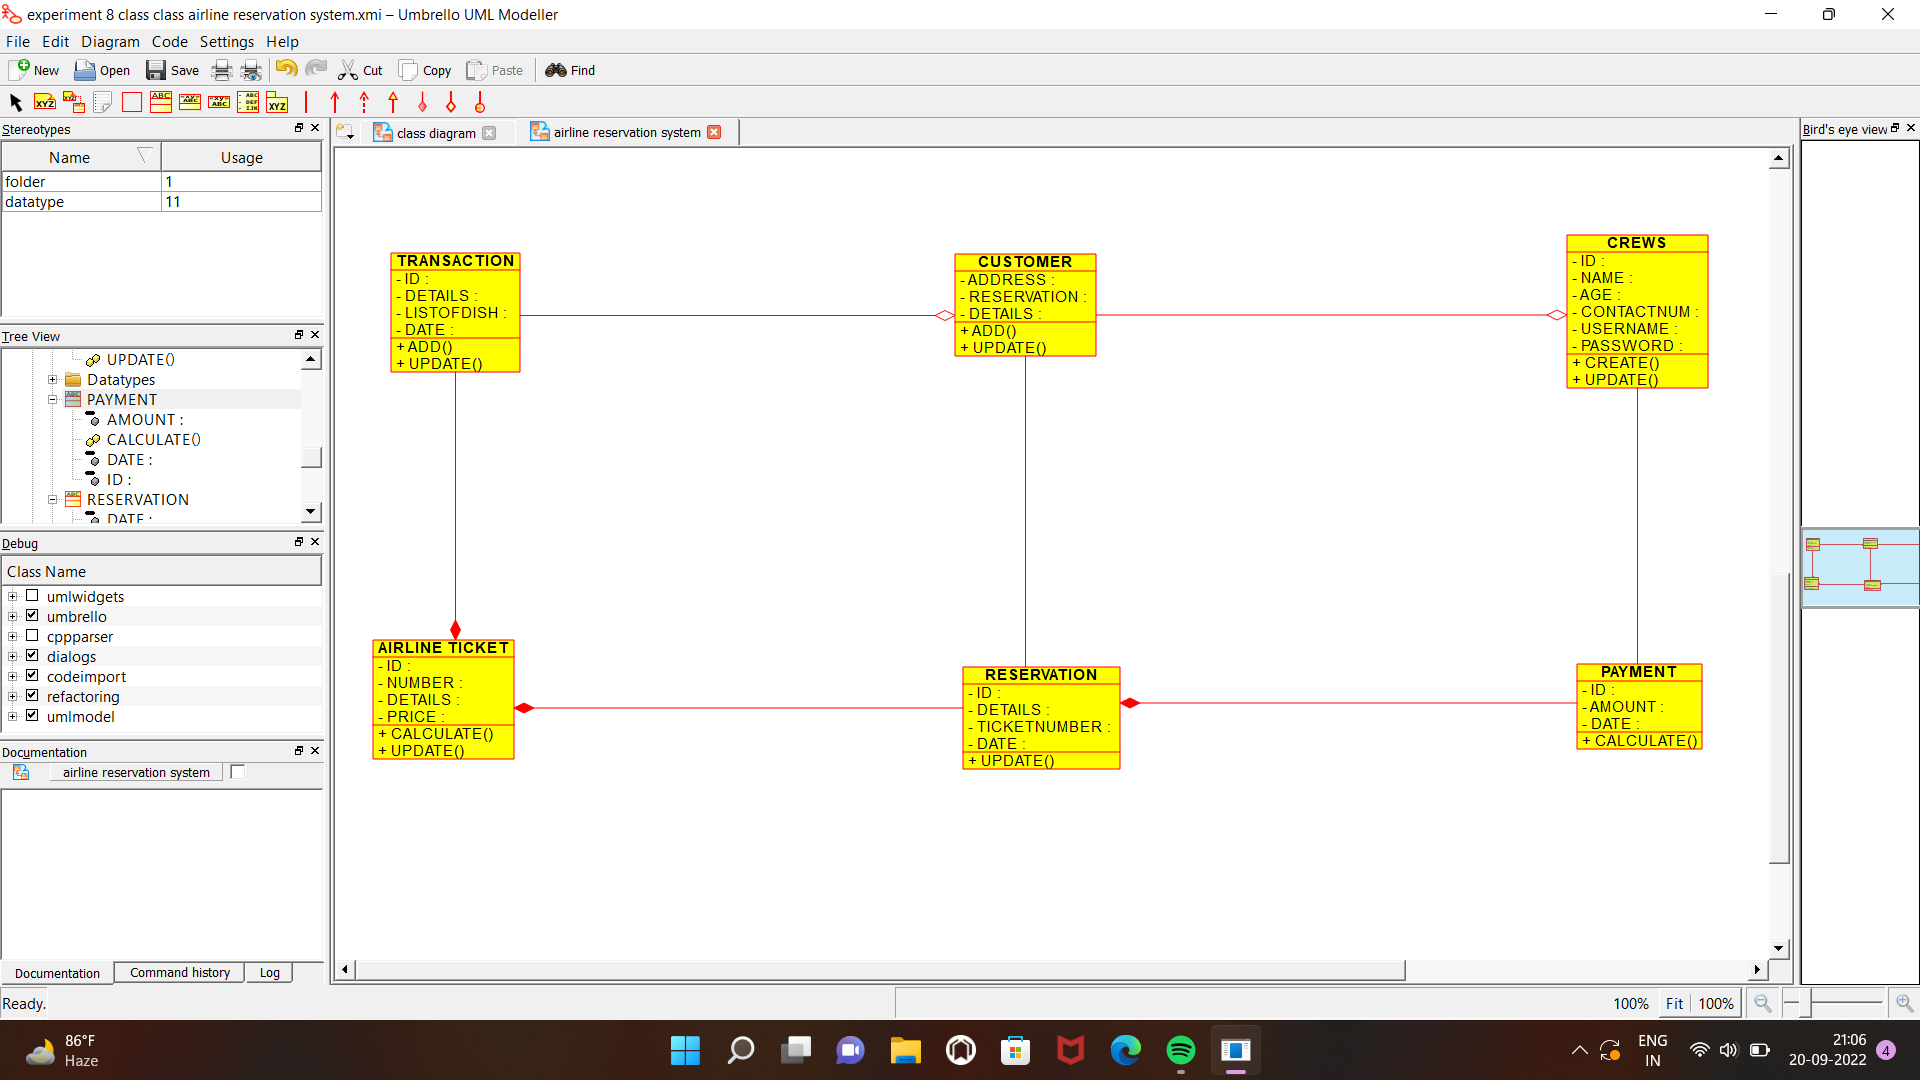 experiment 8 class class airline reservation system.xmi – Umbrello UML Modeller
File Edit Diagram Code Settings Help
New Open Save Cut Copy Paste Find
Stereotypes
Name Usage
folder 1
datatype 11
Tree View
UPDATE()
Datatypes
PAYMENT
AMOUNT :
CALCULATE()
DATE :
ID :
RESERVATION
DATE :
Debug
Class Name
umlwidgets
umbrello
cppparser
dialogs
codeimport
refactoring
umlmodel
Documentation
airline reservation system
Documentation Command history Log
Ready.
class diagram airline reservation system
TRANSACTION
- ID :
- DETAILS :
- LISTOFDISH :
- DATE :
+ ADD()
+ UPDATE()
CUSTOMER
- ADDRESS :
- RESERVATION :
- DETAILS :
+ ADD()
+ UPDATE()
CREWS
- ID :
- NAME :
- AGE :
- CONTACTNUM :
- USERNAME :
- PASSWORD :
+ CREATE()
+ UPDATE()
AIRLINE TICKET
- ID :
- NUMBER :
- DETAILS :
- PRICE :
+ CALCULATE()
+ UPDATE()
RESERVATION
- ID :
- DETAILS :
- TICKETNUMBER :
- DATE :
+ UPDATE()
PAYMENT
- ID :
- AMOUNT :
- DATE :
+ CALCULATE()
Bird's eye view
100% Fit 100%
86°F
Haze
ENG
IN
21:06
20-09-2022
4